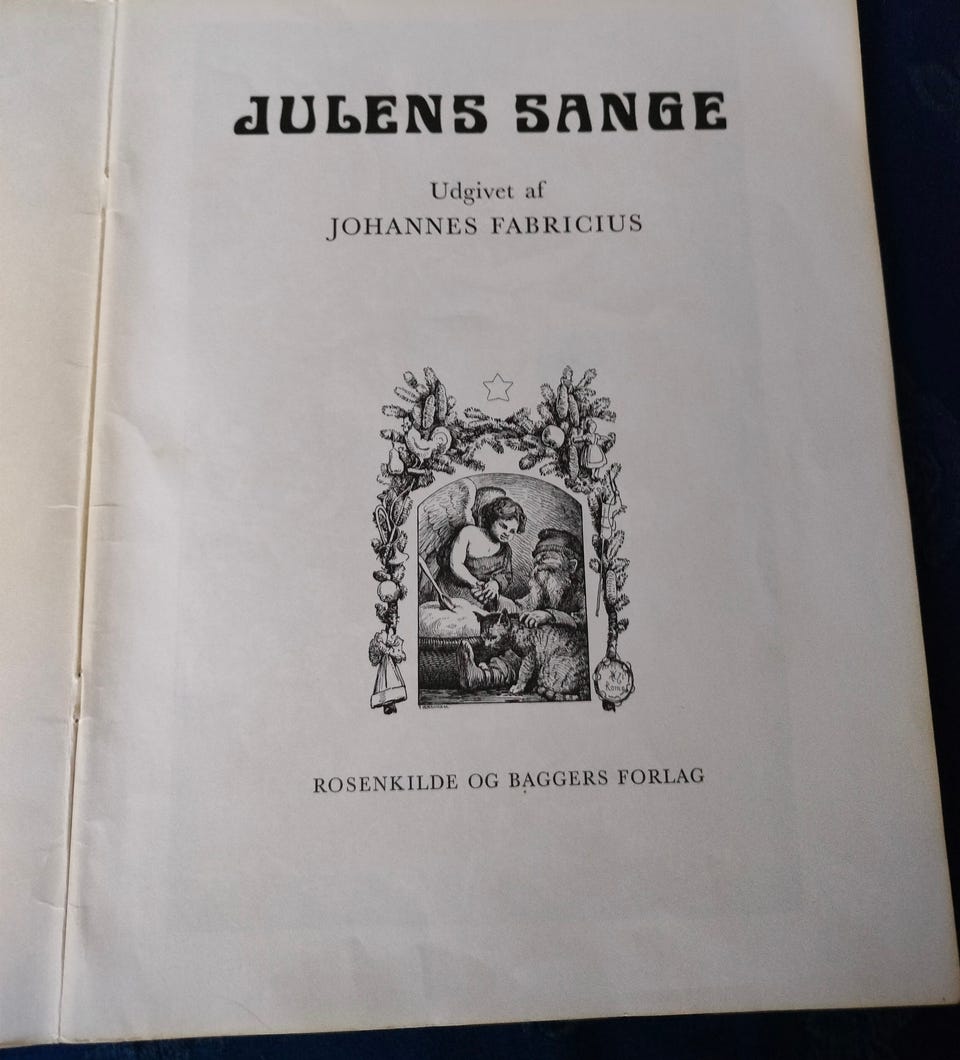 JULENS SANGE
Udgivet af
JOHANNES FABRICIUS
ROSENKILDE OG BAGGERS FORLAG